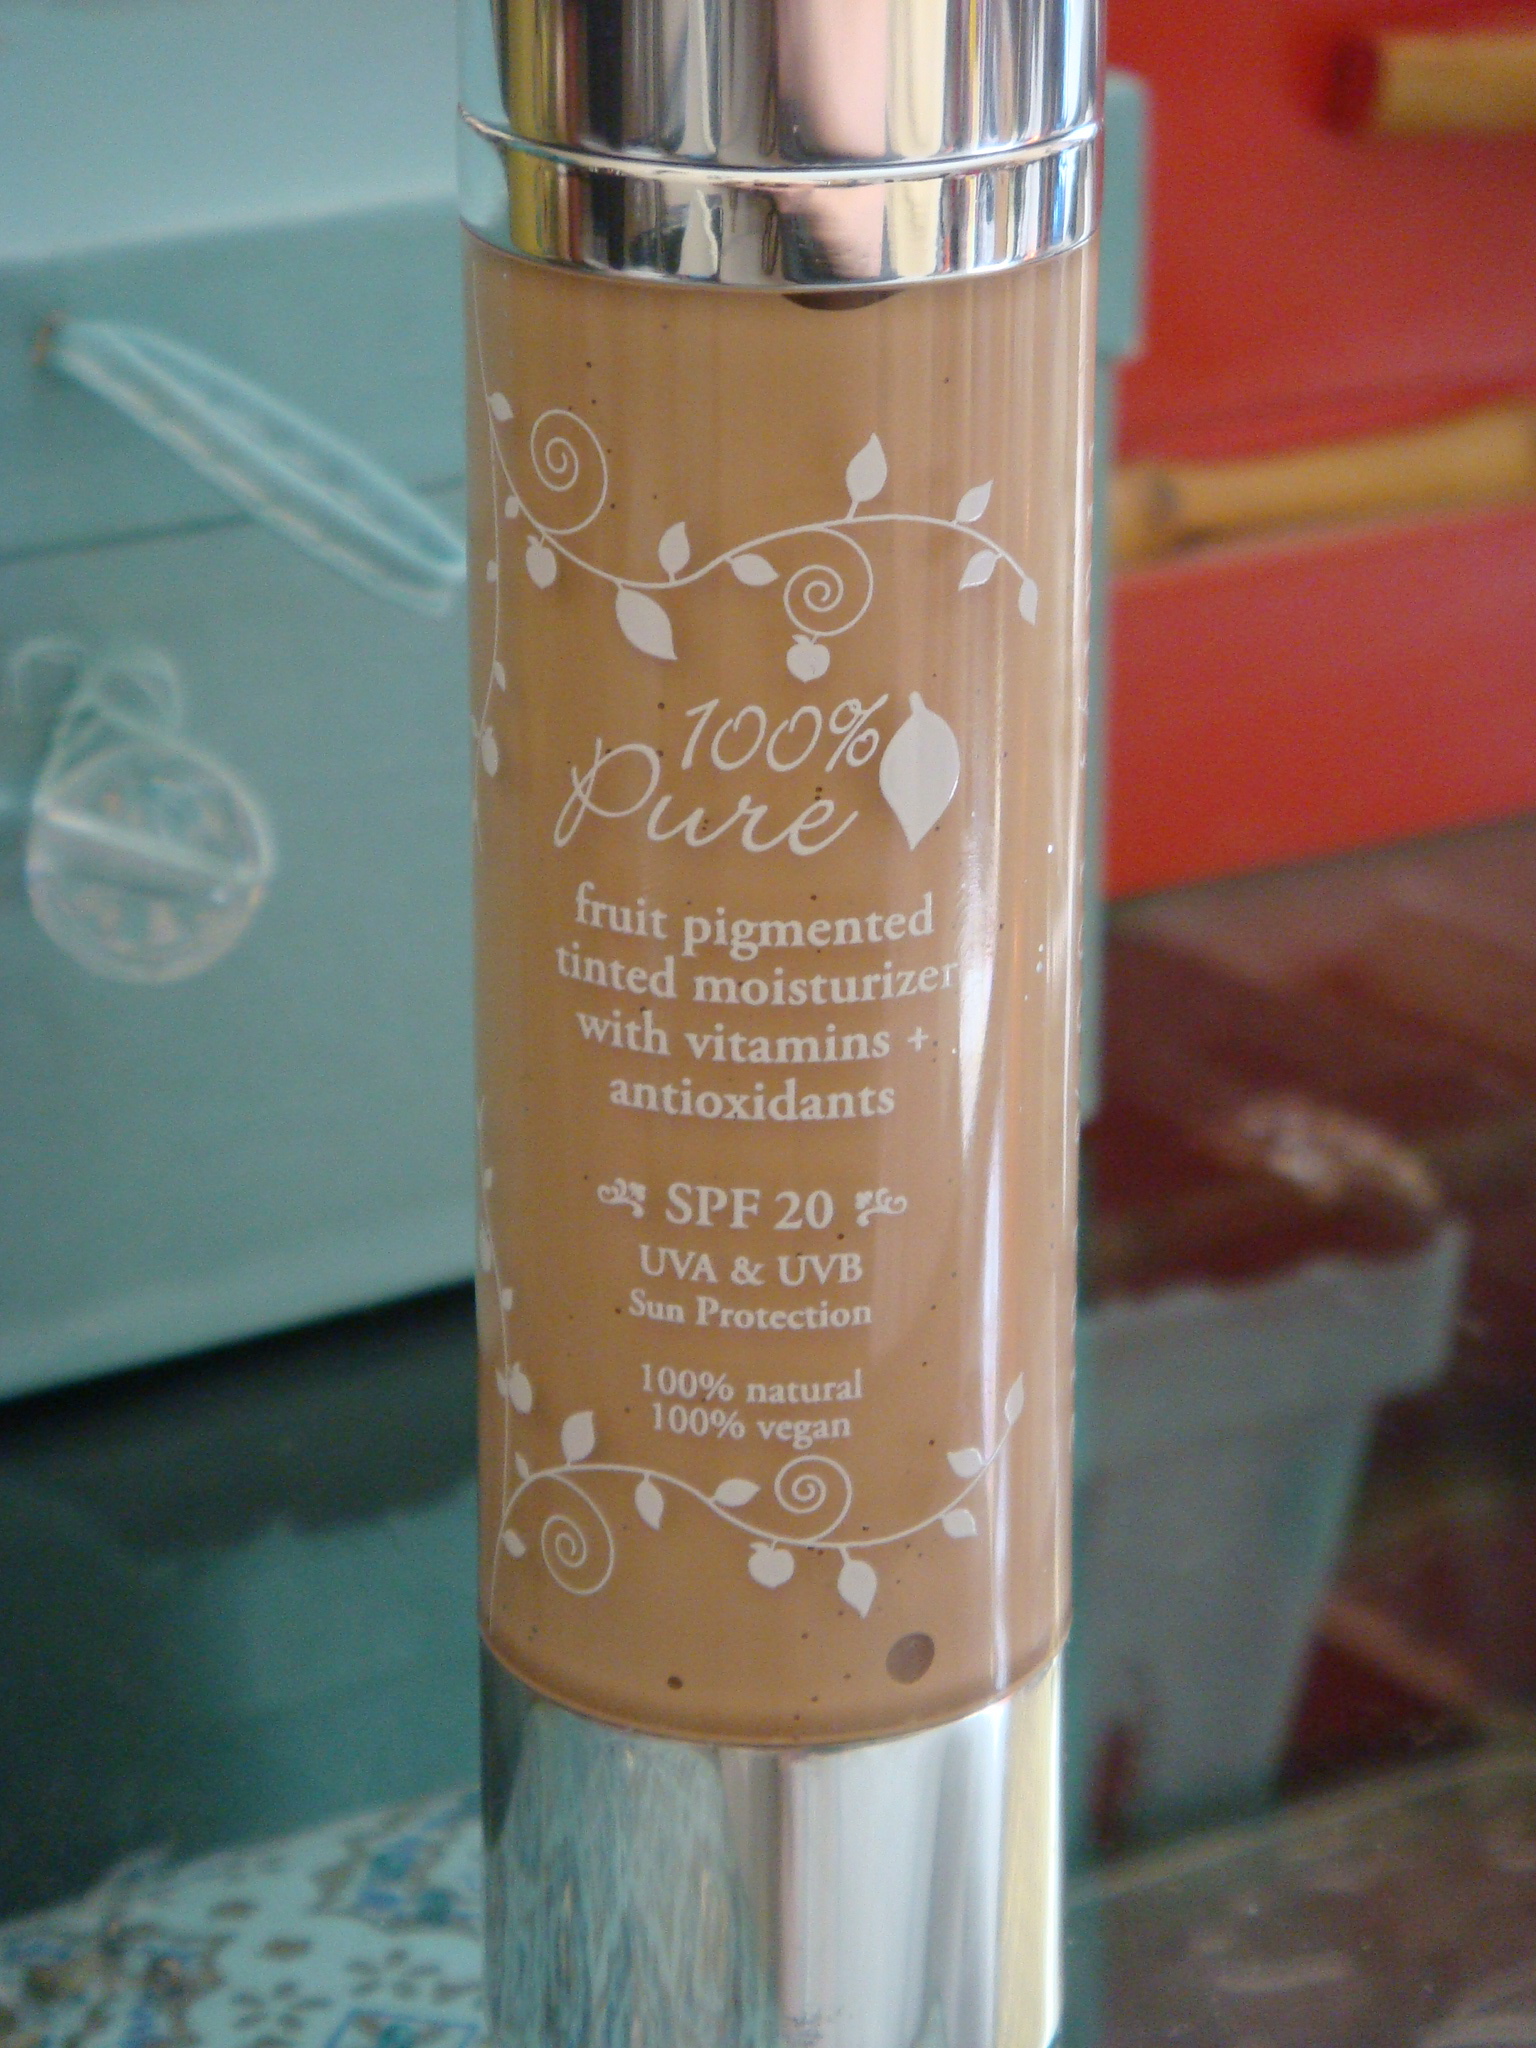 100%
Pure
fruit pigmented
tinted moisturizer
with vitamins +
antioxidants
SPF 20
UVA & UVB
Sun Protection
100% natural
100% vegan